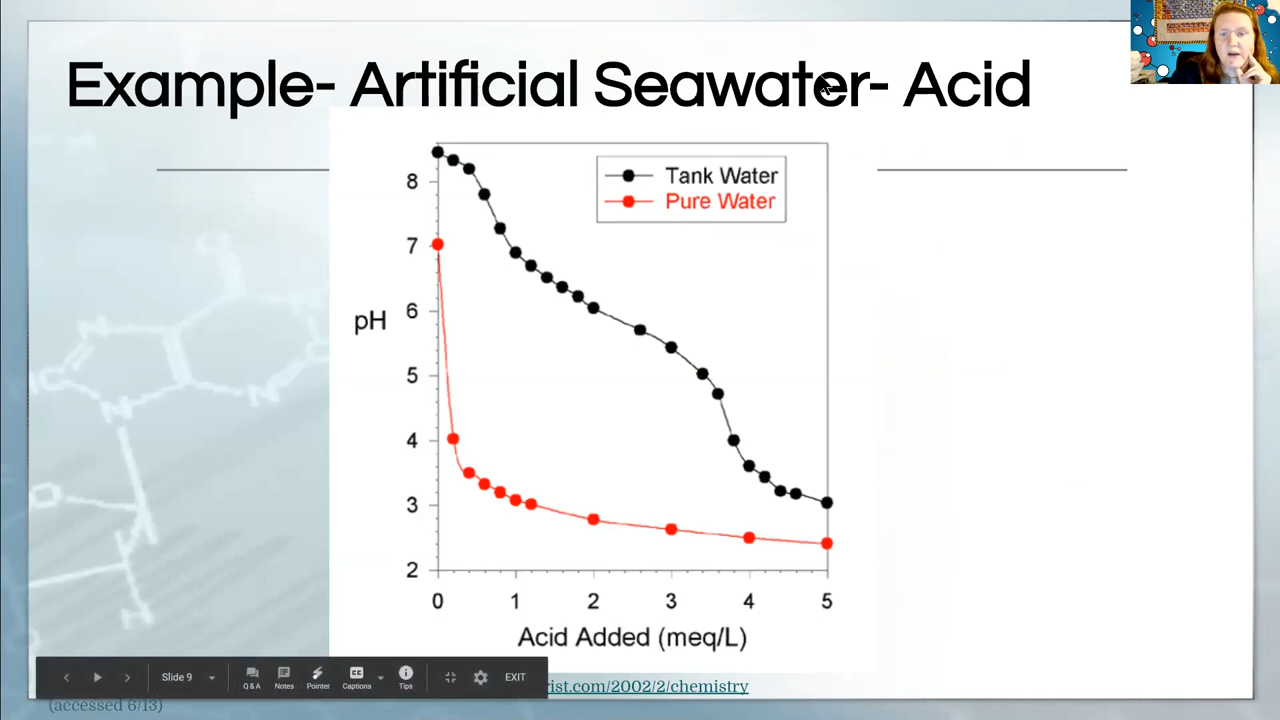 Example- Artificial Seawater- Acid
Tank Water
Pure Water
8
7
6
5
4
3
2
pH
0 1 2 3 4 5
Acid Added (meq/L)
Slide 9
Q & A
Notes
Pointer
CC
Captions
Tips
EXIT
ist.com/2002/2/chemistry
(accessed 6/13)
N
N
N
N
O
H
H